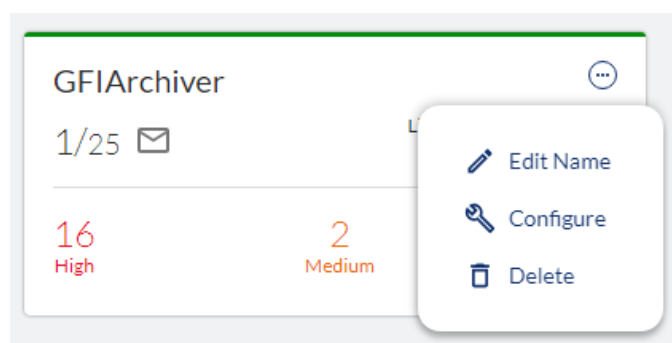 GFIArchiver
1/25
Edit Name
Configure
Delete
16
High
2
Medium